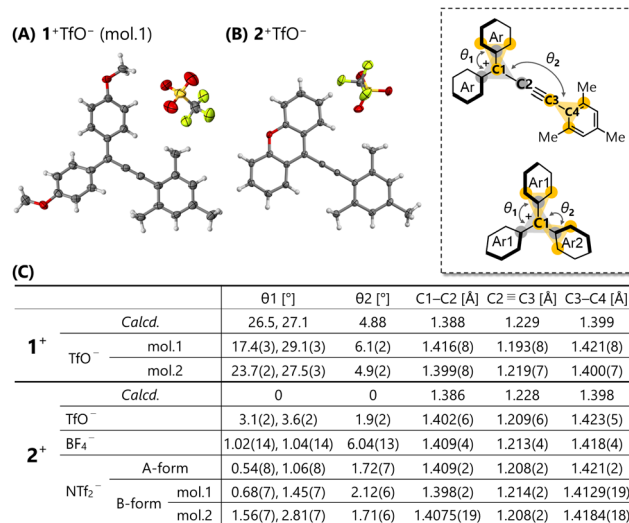 (A) 1⁺TfO⁻ (mol.1)
(B) 2⁺TfO⁻
Ar
θ₁
+
C1
θ₂
Ar
C2
C3
C4
Me
Me
Me
Ar1
θ₁
θ₂
+
C1
Ar1
Ar2
(C)
θ1 [°] θ2 [°] C1–C2 [Å] C2≡C3 [Å] C3–C4 [Å]
1⁺ Calcd. 26.5, 27.1 4.88 1.388 1.229 1.399
TfO⁻ mol.1 17.4(3), 29.1(3) 6.1(2) 1.416(8) 1.193(8) 1.421(8)
mol.2 23.7(2), 27.5(3) 4.9(2) 1.399(8) 1.219(7) 1.400(7)
2⁺ Calcd. 0 0 1.386 1.228 1.398
TfO⁻ 3.1(2), 3.6(2) 1.9(2) 1.402(6) 1.209(6) 1.423(5)
BF₄⁻ 1.02(14), 1.04(14) 6.04(13) 1.409(4) 1.213(4) 1.418(4)
NTf₂⁻ A-form 0.54(8), 1.06(8) 1.72(7) 1.409(2) 1.208(2) 1.421(2)
B-form mol.1 0.68(7), 1.45(7) 2.12(6) 1.398(2) 1.214(2) 1.4129(19)
mol.2 1.56(7), 2.81(7) 1.71(6) 1.4075(19) 1.208(2) 1.4184(18)